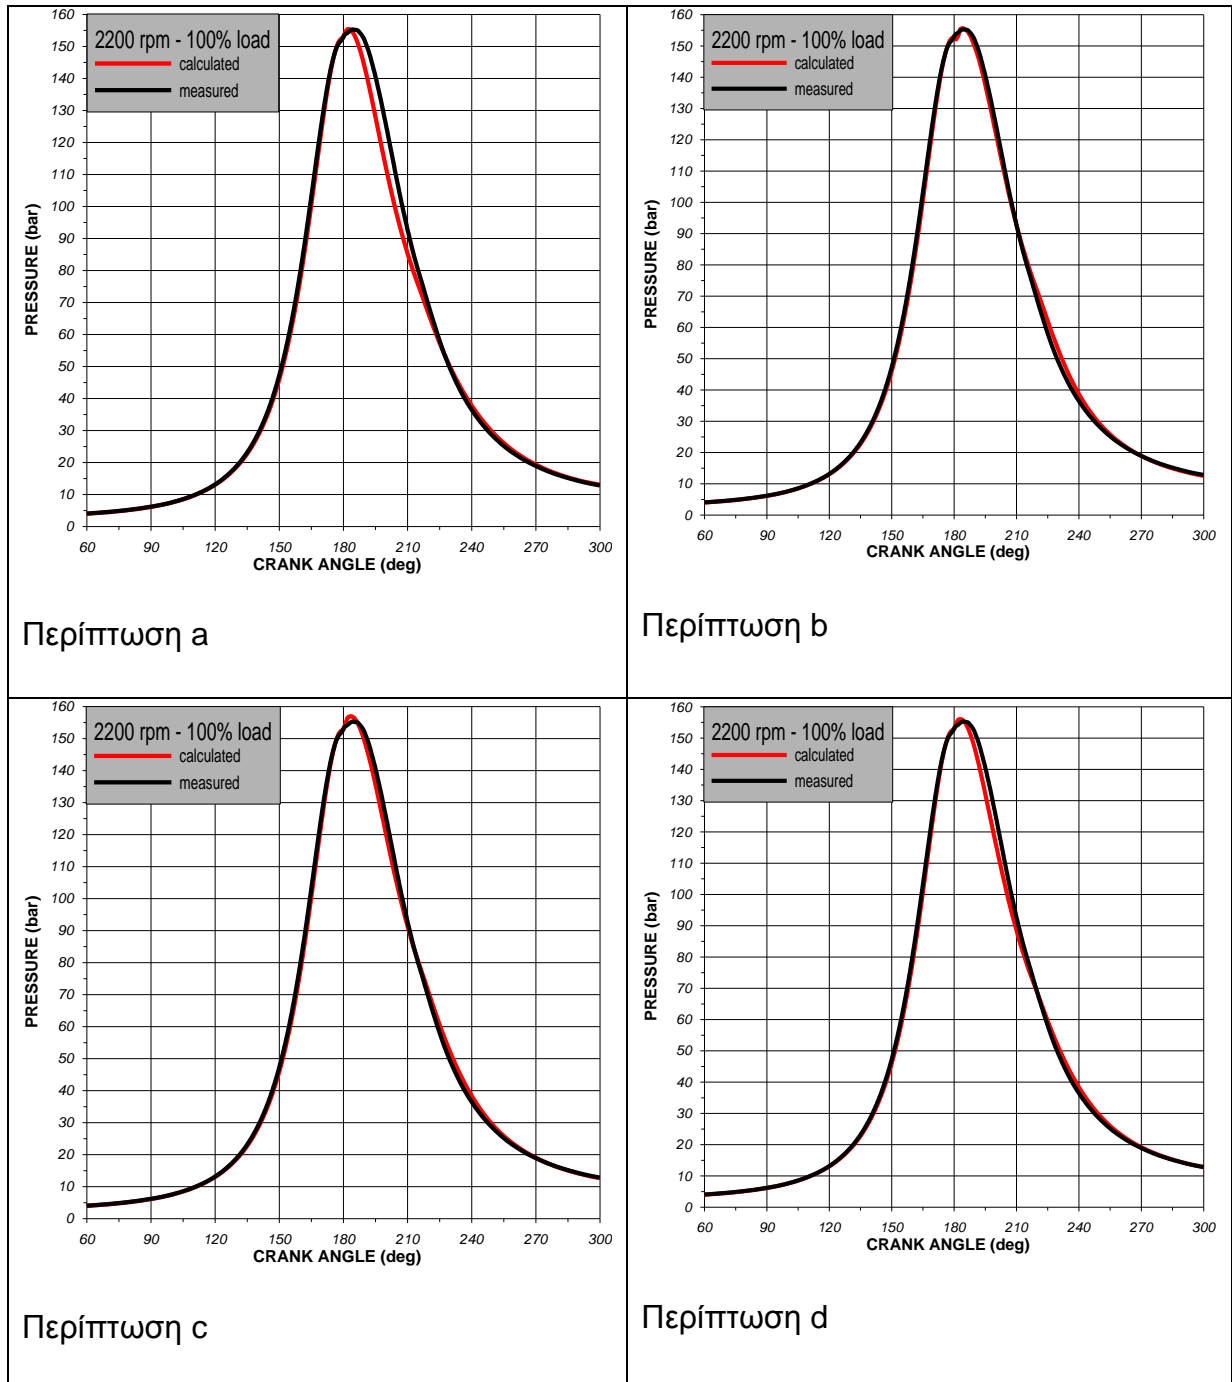 160
150
140
130
120
110
100
90
80
70
60
50
40
30
20
10
0
PRESSURE (bar)
2200 rpm - 100% load
calculated
measured
60 90 120 150 180 210 240 270 300
CRANK ANGLE (deg)
Περίπτωση a
160
150
140
130
120
110
100
90
80
70
60
50
40
30
20
10
0
PRESSURE (bar)
2200 rpm - 100% load
calculated
measured
60 90 120 150 180 210 240 270 300
CRANK ANGLE (deg)
Περίπτωση b
160
150
140
130
120
110
100
90
80
70
60
50
40
30
20
10
0
PRESSURE (bar)
2200 rpm - 100% load
calculated
measured
60 90 120 150 180 210 240 270 300
CRANK ANGLE (deg)
Περίπτωση c
160
150
140
130
120
110
100
90
80
70
60
50
40
30
20
10
0
PRESSURE (bar)
2200 rpm - 100% load
calculated
measured
60 90 120 150 180 210 240 270 300
CRANK ANGLE (deg)
Περίπτωση d